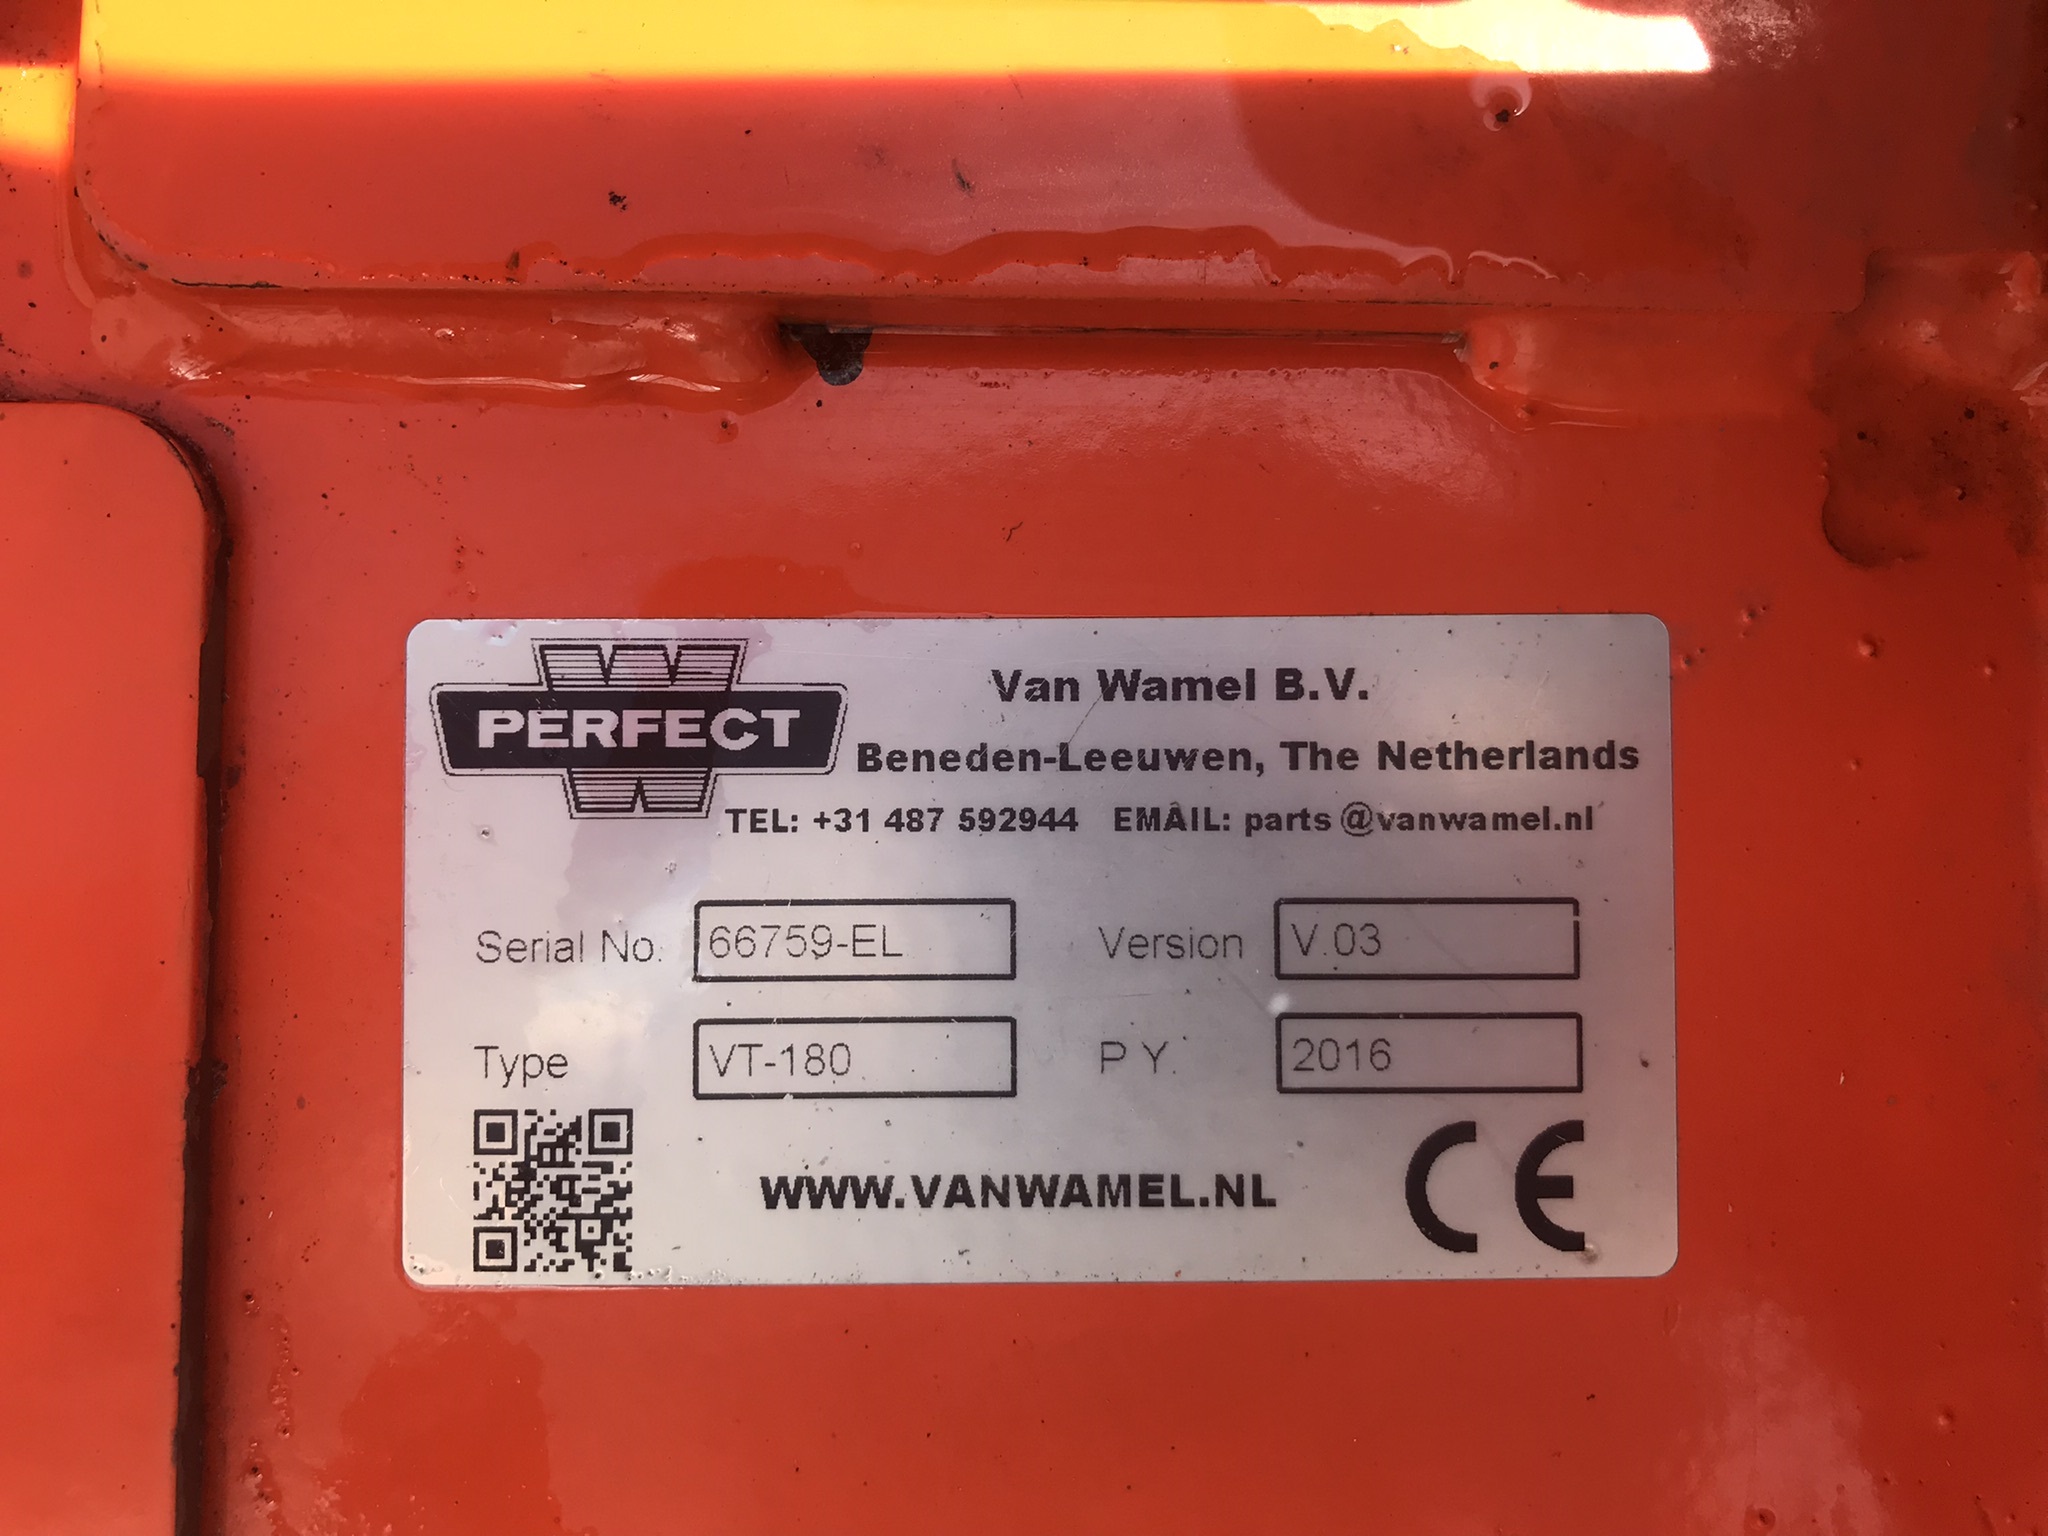 W
PERFECT
W
Van Wamel B.V.
Beneden-Leeuwen, The Netherlands
TEL: +31 487 592944 EMAIL: parts@vanwamel.nl
Serial No. 66759-EL Version V.03
Type VT-180 P.Y. 2016
WWW.VANWAMEL.NL
CE